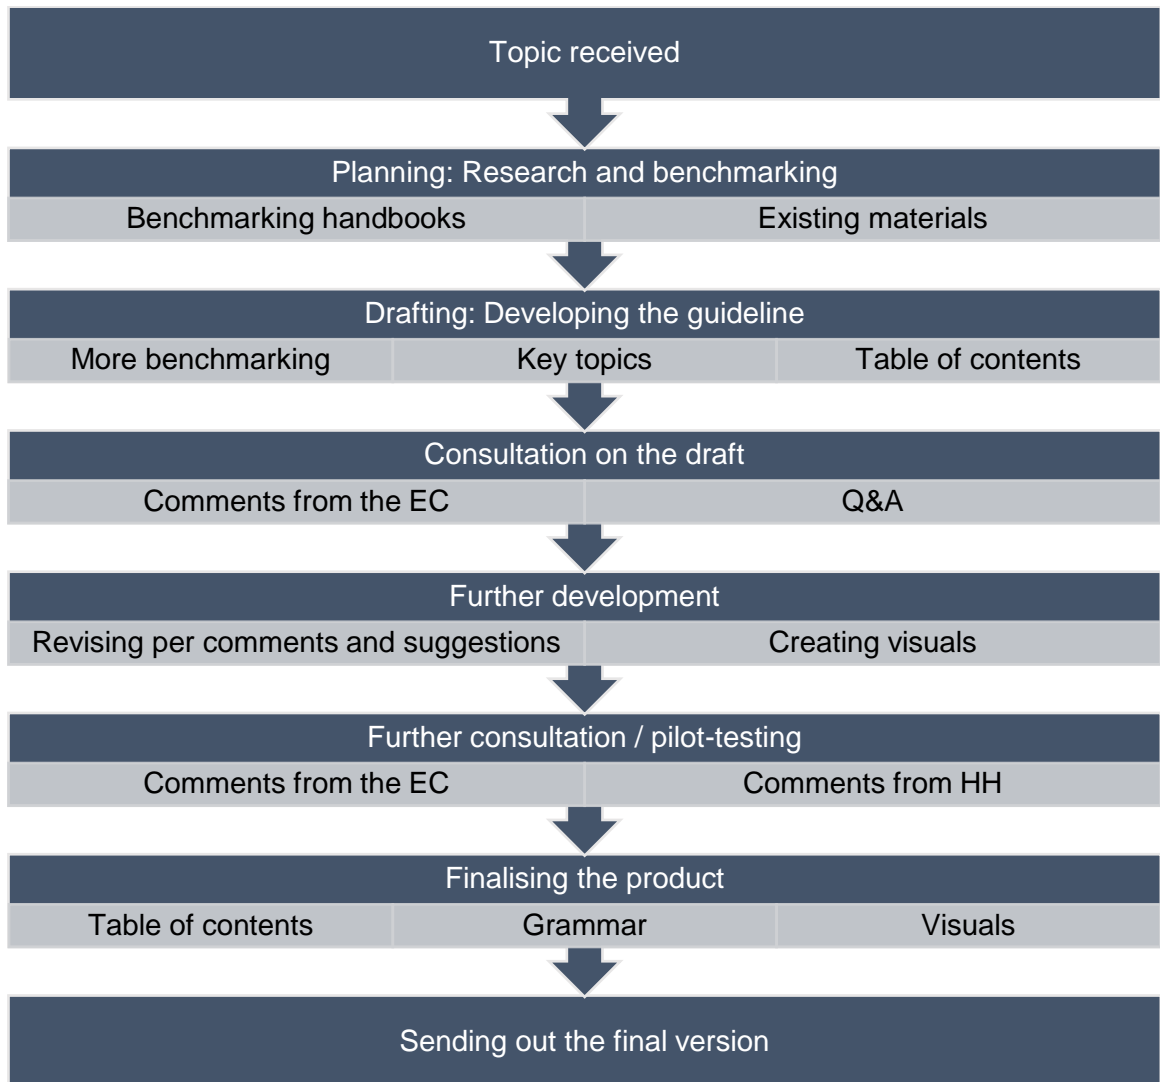 Topic received
Planning: Research and benchmarking
Benchmarking handbooks
Existing materials
Drafting: Developing the guideline
More benchmarking
Key topics
Table of contents
Consultation on the draft
Comments from the EC
Q&A
Further development
Revising per comments and suggestions
Creating visuals
Further consultation / pilot-testing
Comments from the EC
Comments from HH
Finalising the product
Table of contents
Grammar
Visuals
Sending out the final version